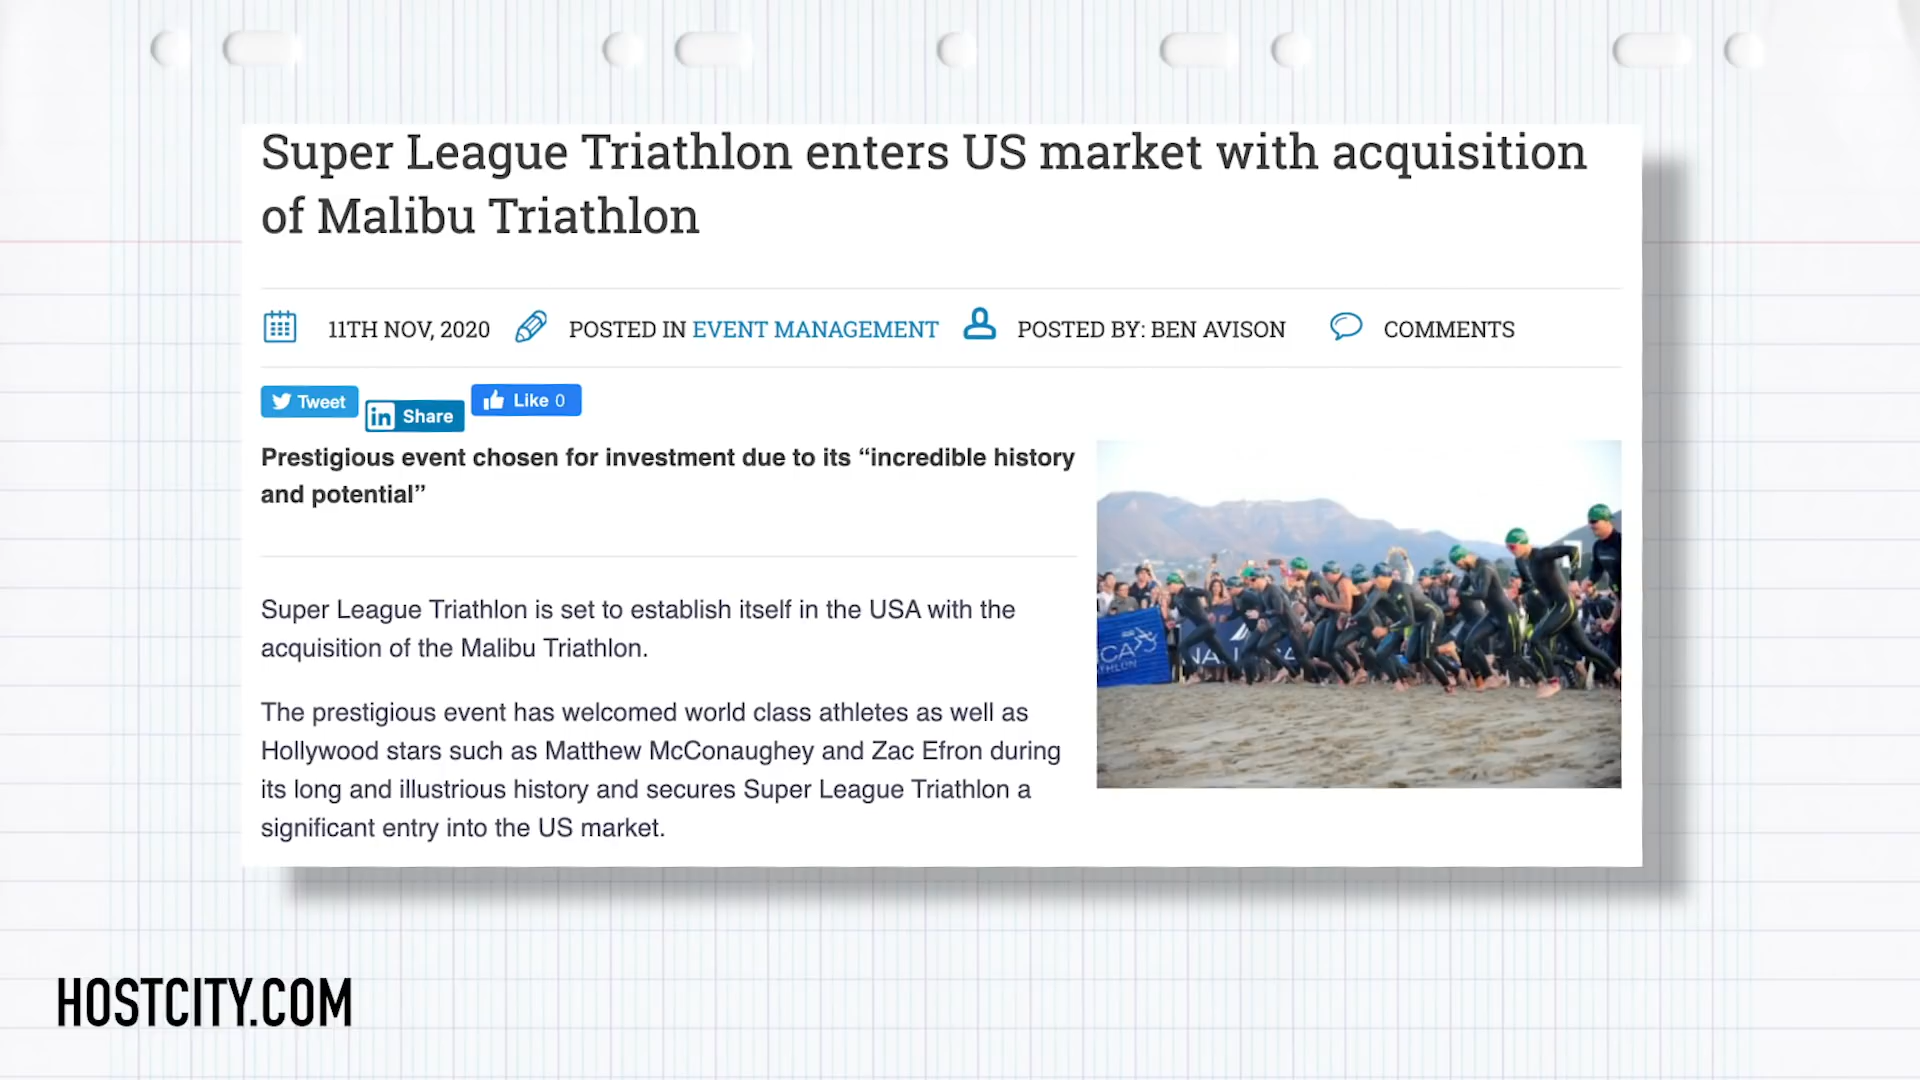 Super League Triathlon enters US market with acquisition
of Malibu Triathlon
11TH NOV, 2020 POSTED IN EVENT MANAGEMENT POSTED BY: BEN AVISON COMMENTS
Tweet
Share
Like 0
Prestigious event chosen for investment due to its “incredible history
and potential”
Super League Triathlon is set to establish itself in the USA with the
acquisition of the Malibu Triathlon.
The prestigious event has welcomed world class athletes as well as
Hollywood stars such as Matthew McConaughey and Zac Efron during
its long and illustrious history and secures Super League Triathlon a
significant entry into the US market.
HOSTCITY.COM